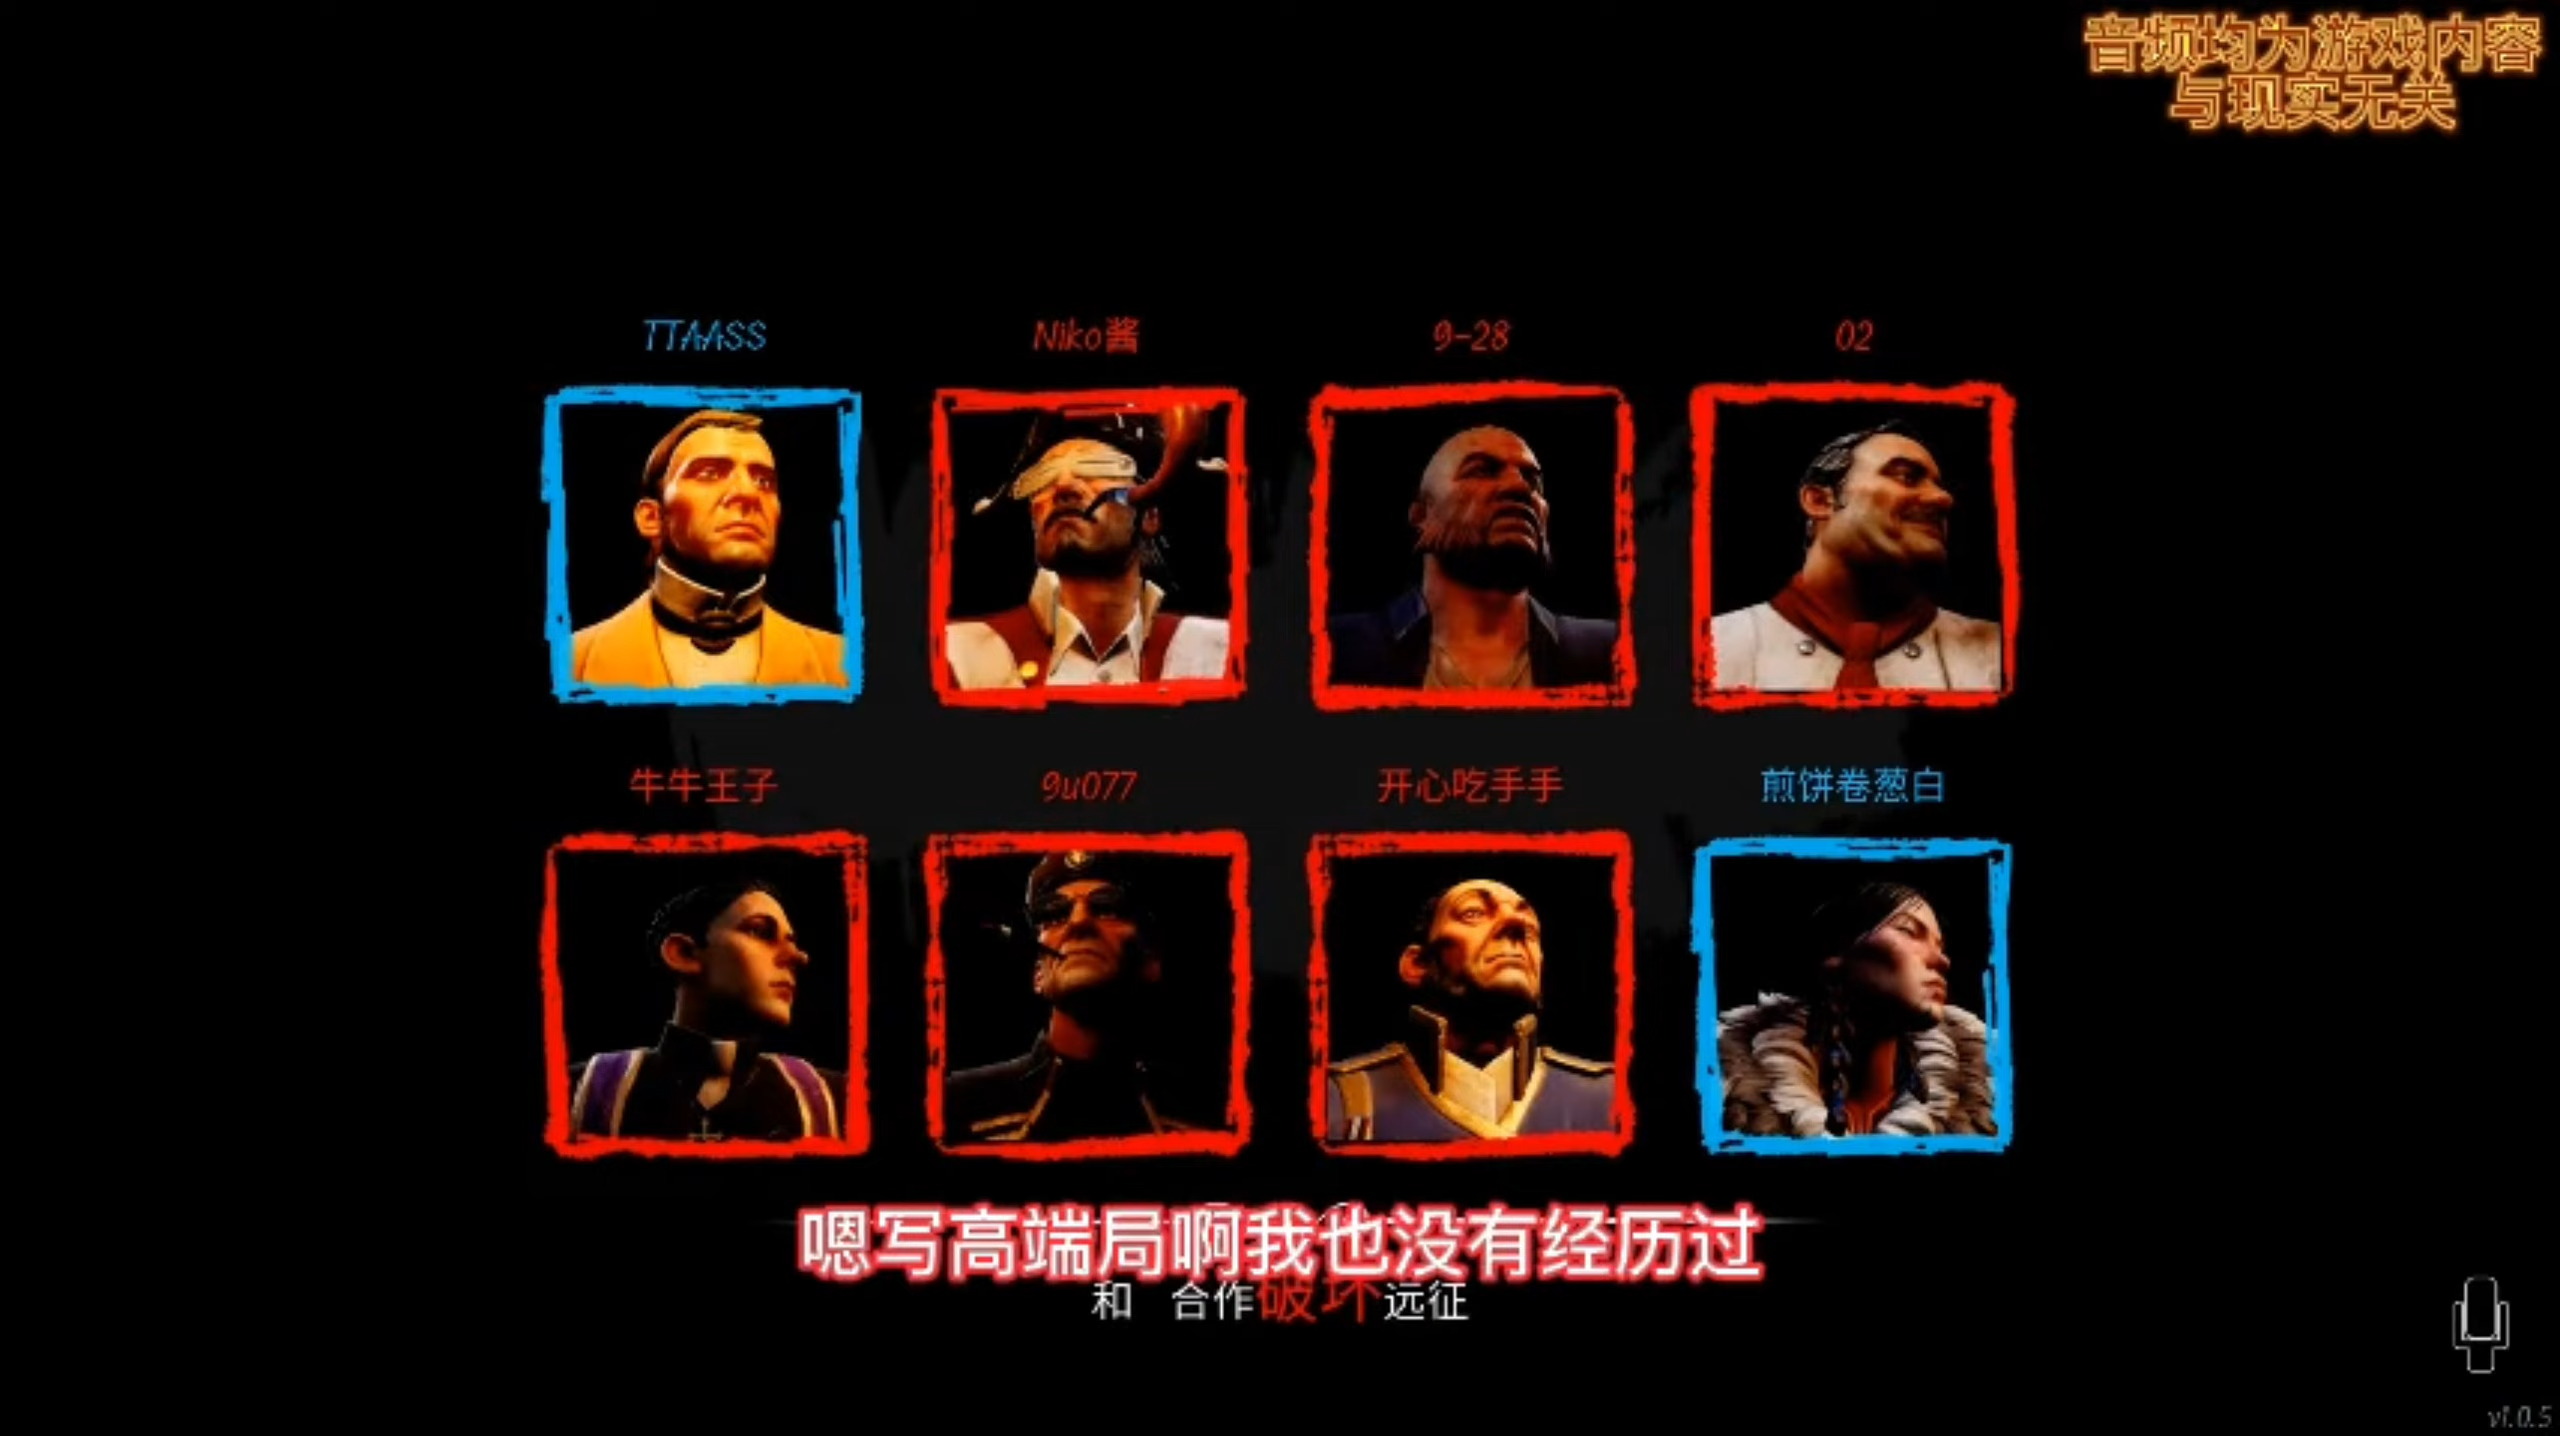 音频均为游戏内容
与现实无关
TTAASS
Niko酱
9-28
02
牛牛王子
9u077
开心吃手手
煎饼卷葱白
嗯写高端局啊我也没有经历过
和 合作破坏远征
v1.0.5